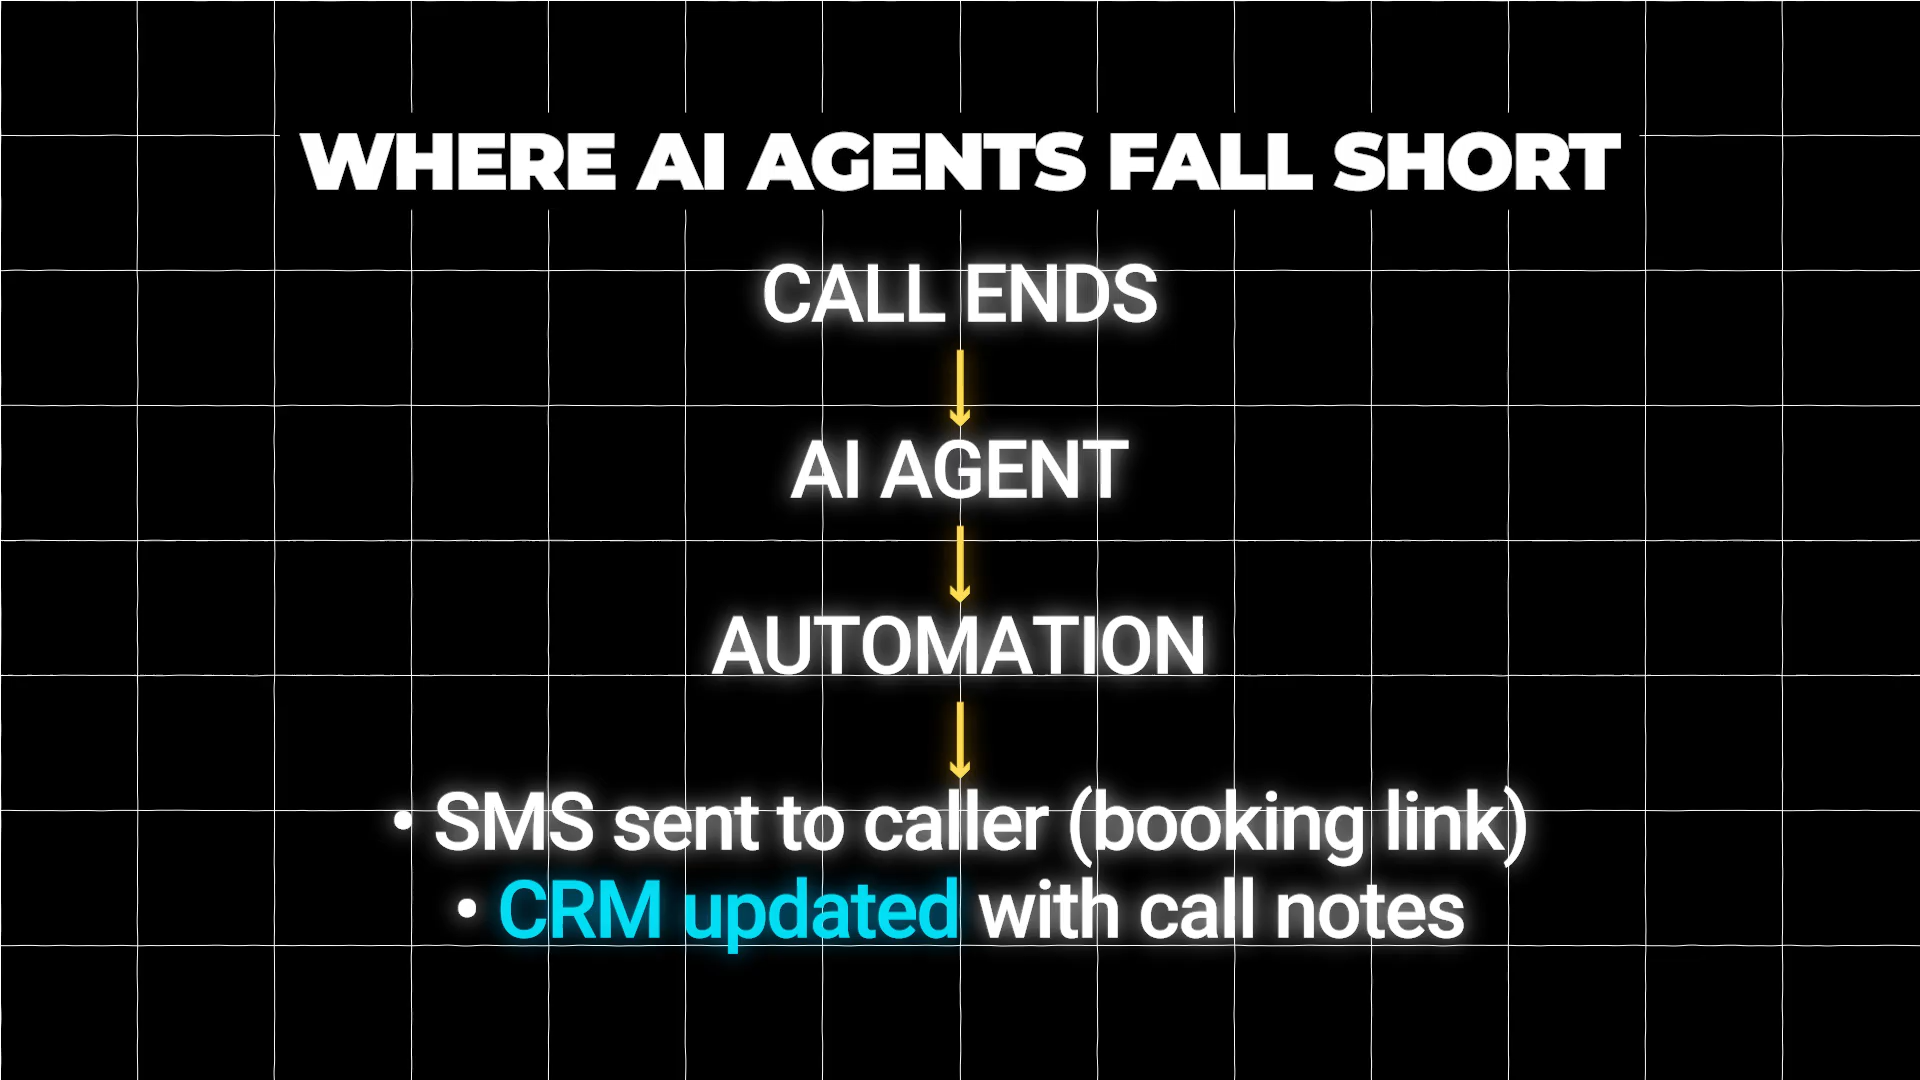 WHERE AI AGENTS FALL SHORT
CALL ENDS
AI AGENT
AUTOMATION
• SMS sent to caller (booking link)
• CRM updated with call notes